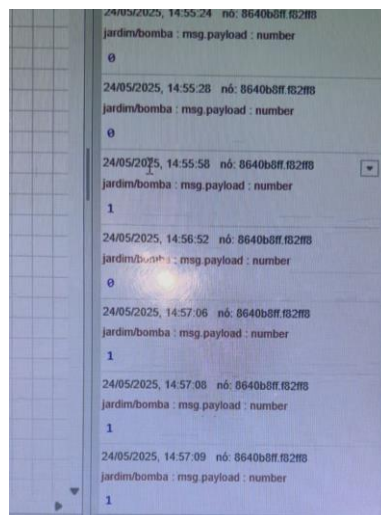 24/05/2025, 14:55:24 nó: 8640b8ff.f82ff8
jardim/bomba : msg.payload : number
0
24/05/2025, 14:55:28 nó: 8640b8ff.f82ff8
jardim/bomba : msg.payload : number
0
24/05/2025, 14:55:58 nó: 8640b8ff.f82ff8
jardim/bomba : msg.payload : number
1
24/05/2025, 14:56:52 nó: 8640b8ff.f82ff8
jardim/bomba : msg.payload : number
0
24/05/2025, 14:57:06 nó: 8640b8ff.f82ff8
jardim/bomba : msg.payload : number
1
24/05/2025, 14:57:08 nó: 8640b8ff.f82ff8
jardim/bomba : msg.payload : number
1
24/05/2025, 14:57:09 nó: 8640b8ff.f82ff8
jardim/bomba : msg.payload : number
1